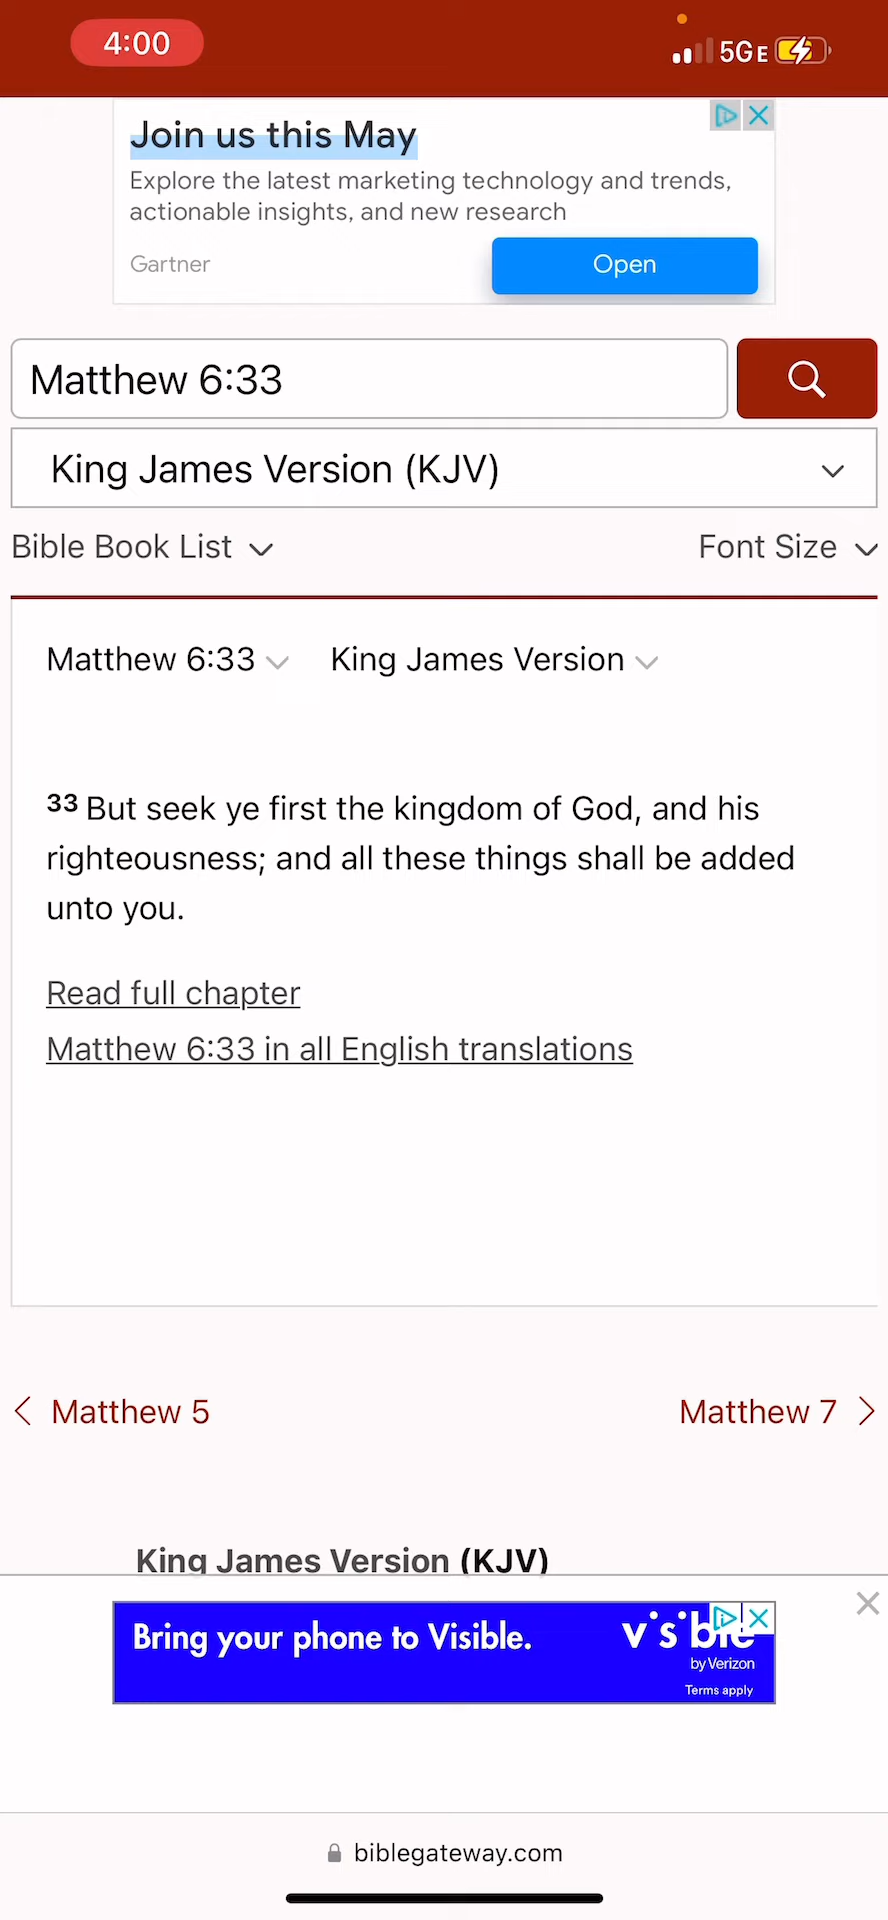 4:00
5GE
Join us this May
Explore the latest marketing technology and trends,
actionable insights, and new research
Gartner
Open
Matthew 6:33
King James Version (KJV)
Bible Book List
Font Size
Matthew 6:33
King James Version
33 But seek ye first the kingdom of God, and his
righteousness; and all these things shall be added
unto you.
Read full chapter
Matthew 6:33 in all English translations
Matthew 5
Matthew 7
King James Version (KJV)
Bring your phone to Visible.
visible
by Verizon
Terms apply
biblegateway.com